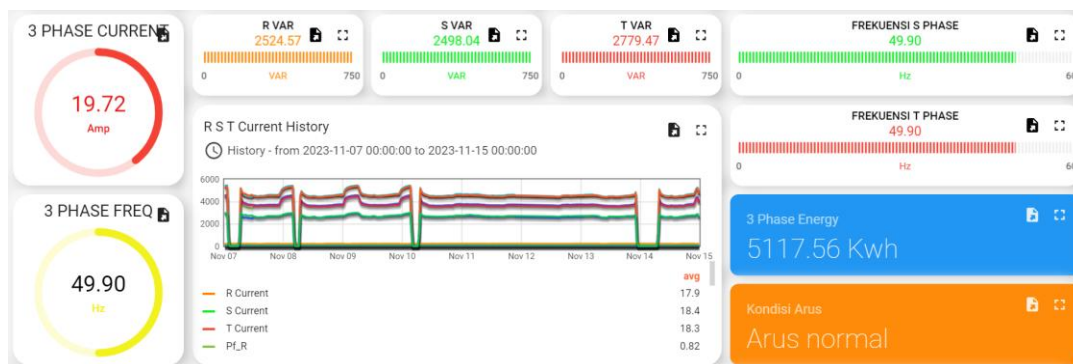 3 PHASE CURRENT
19.72
Amp
3 PHASE FREQ
49.90
Hz
R VAR
2524.57
0 VAR 750
S VAR
2498.04
0 VAR 750
T VAR
2779.47
0 VAR 750
R S T Current History
History - from 2023-11-07 00:00:00 to 2023-11-15 00:00:00
6000
4000
2000
0
Nov 07 Nov 08 Nov 09 Nov 10 Nov 11 Nov 12 Nov 13 Nov 14 Nov 15
avg
R Current 17.9
S Current 18.4
T Current 18.3
Pf_R 0.82
FREKUENSI S PHASE
49.90
0 Hz
FREKUENSI T PHASE
49.90
0 Hz
3 Phase Energy
5117.56 Kwh
Kondisi Arus
Arus normal